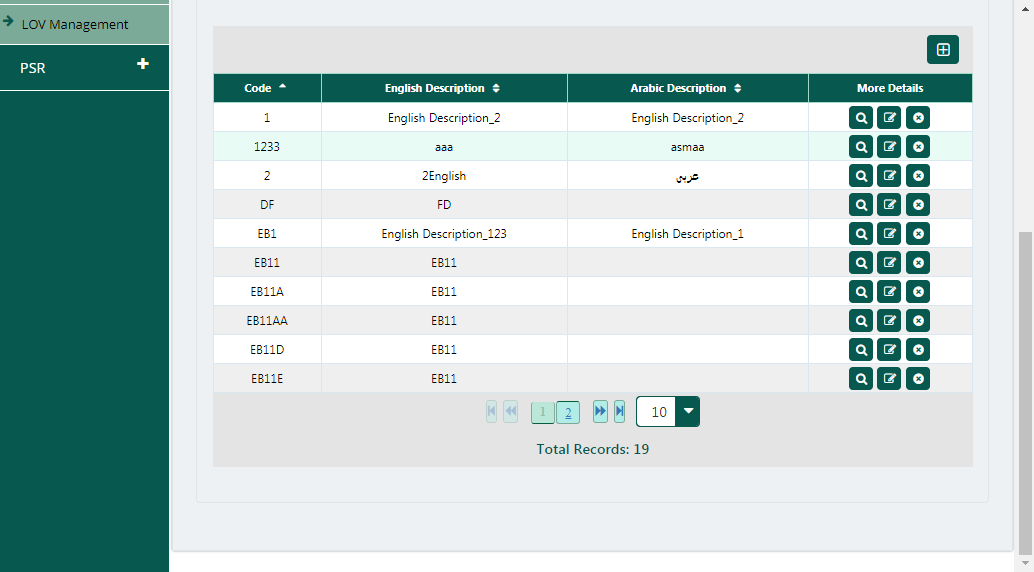 LOV Management
PSR
Code English Description Arabic Description More Details
1 English Description_2 English Description_2
1233 aaa asmaa
2 2English عربي
DF FD
EB1 English Description_123 English Description_1
EB11 EB11
EB11A EB11
EB11AA EB11
EB11D EB11
EB11E EB11
1 2 10
Total Records: 19